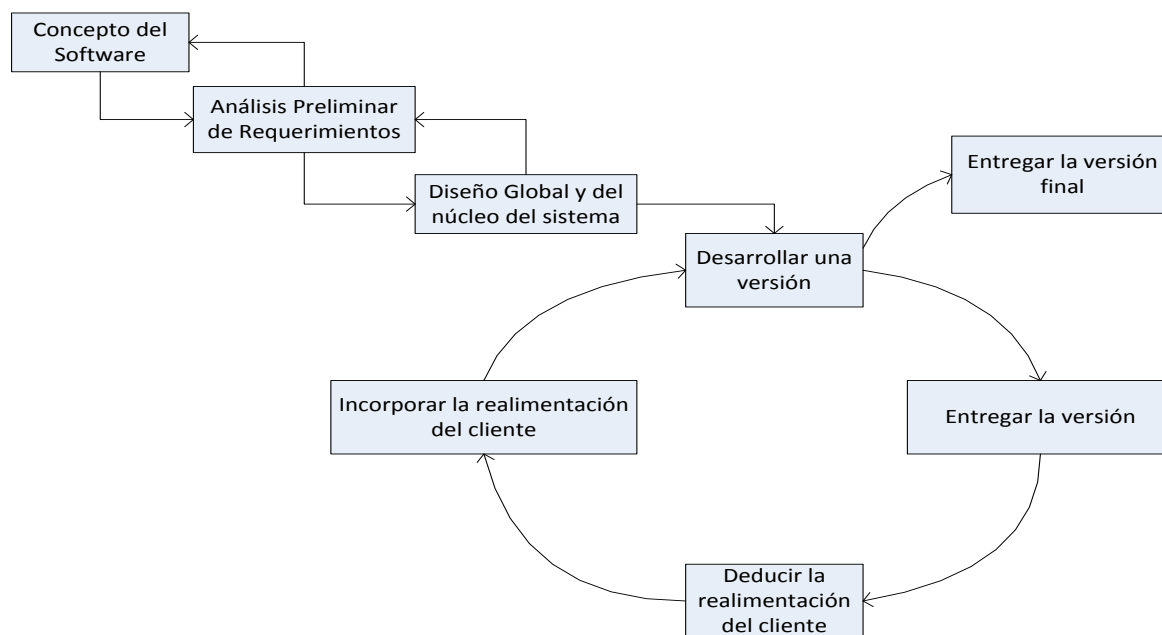 Concepto del
Software
Análisis Preliminar
de Requerimientos
Diseño Global y del
núcleo del sistema
Entregar la versión
final
Desarrollar una
versión
Incorporar la realimentación
del cliente
Entregar la versión
Deducir la
realimentación
del cliente